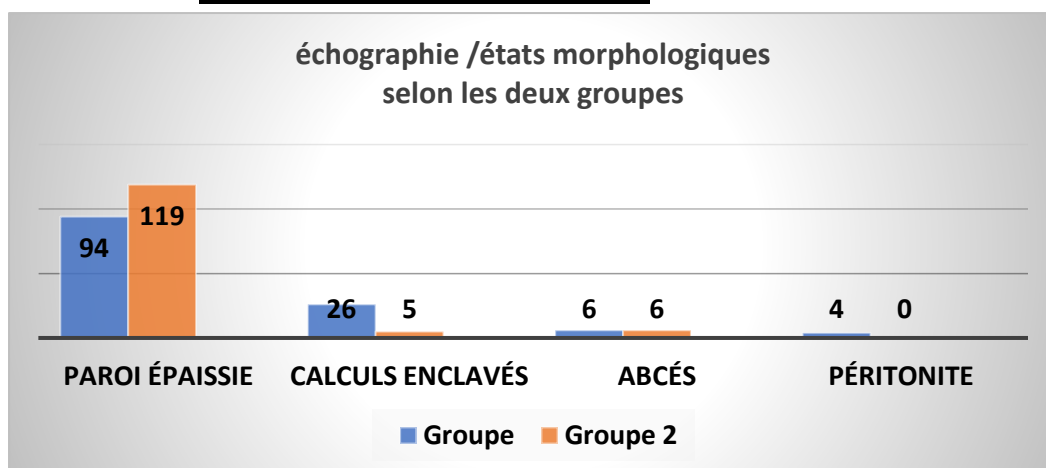 échographie /états morphologiques
selon les deux groupes
94 119 26 5 6 6 4 0
PAROI ÉPAISSIE CALCULS ENCLAVÉS ABCÉS PÉRITONITE
Groupe Groupe 2